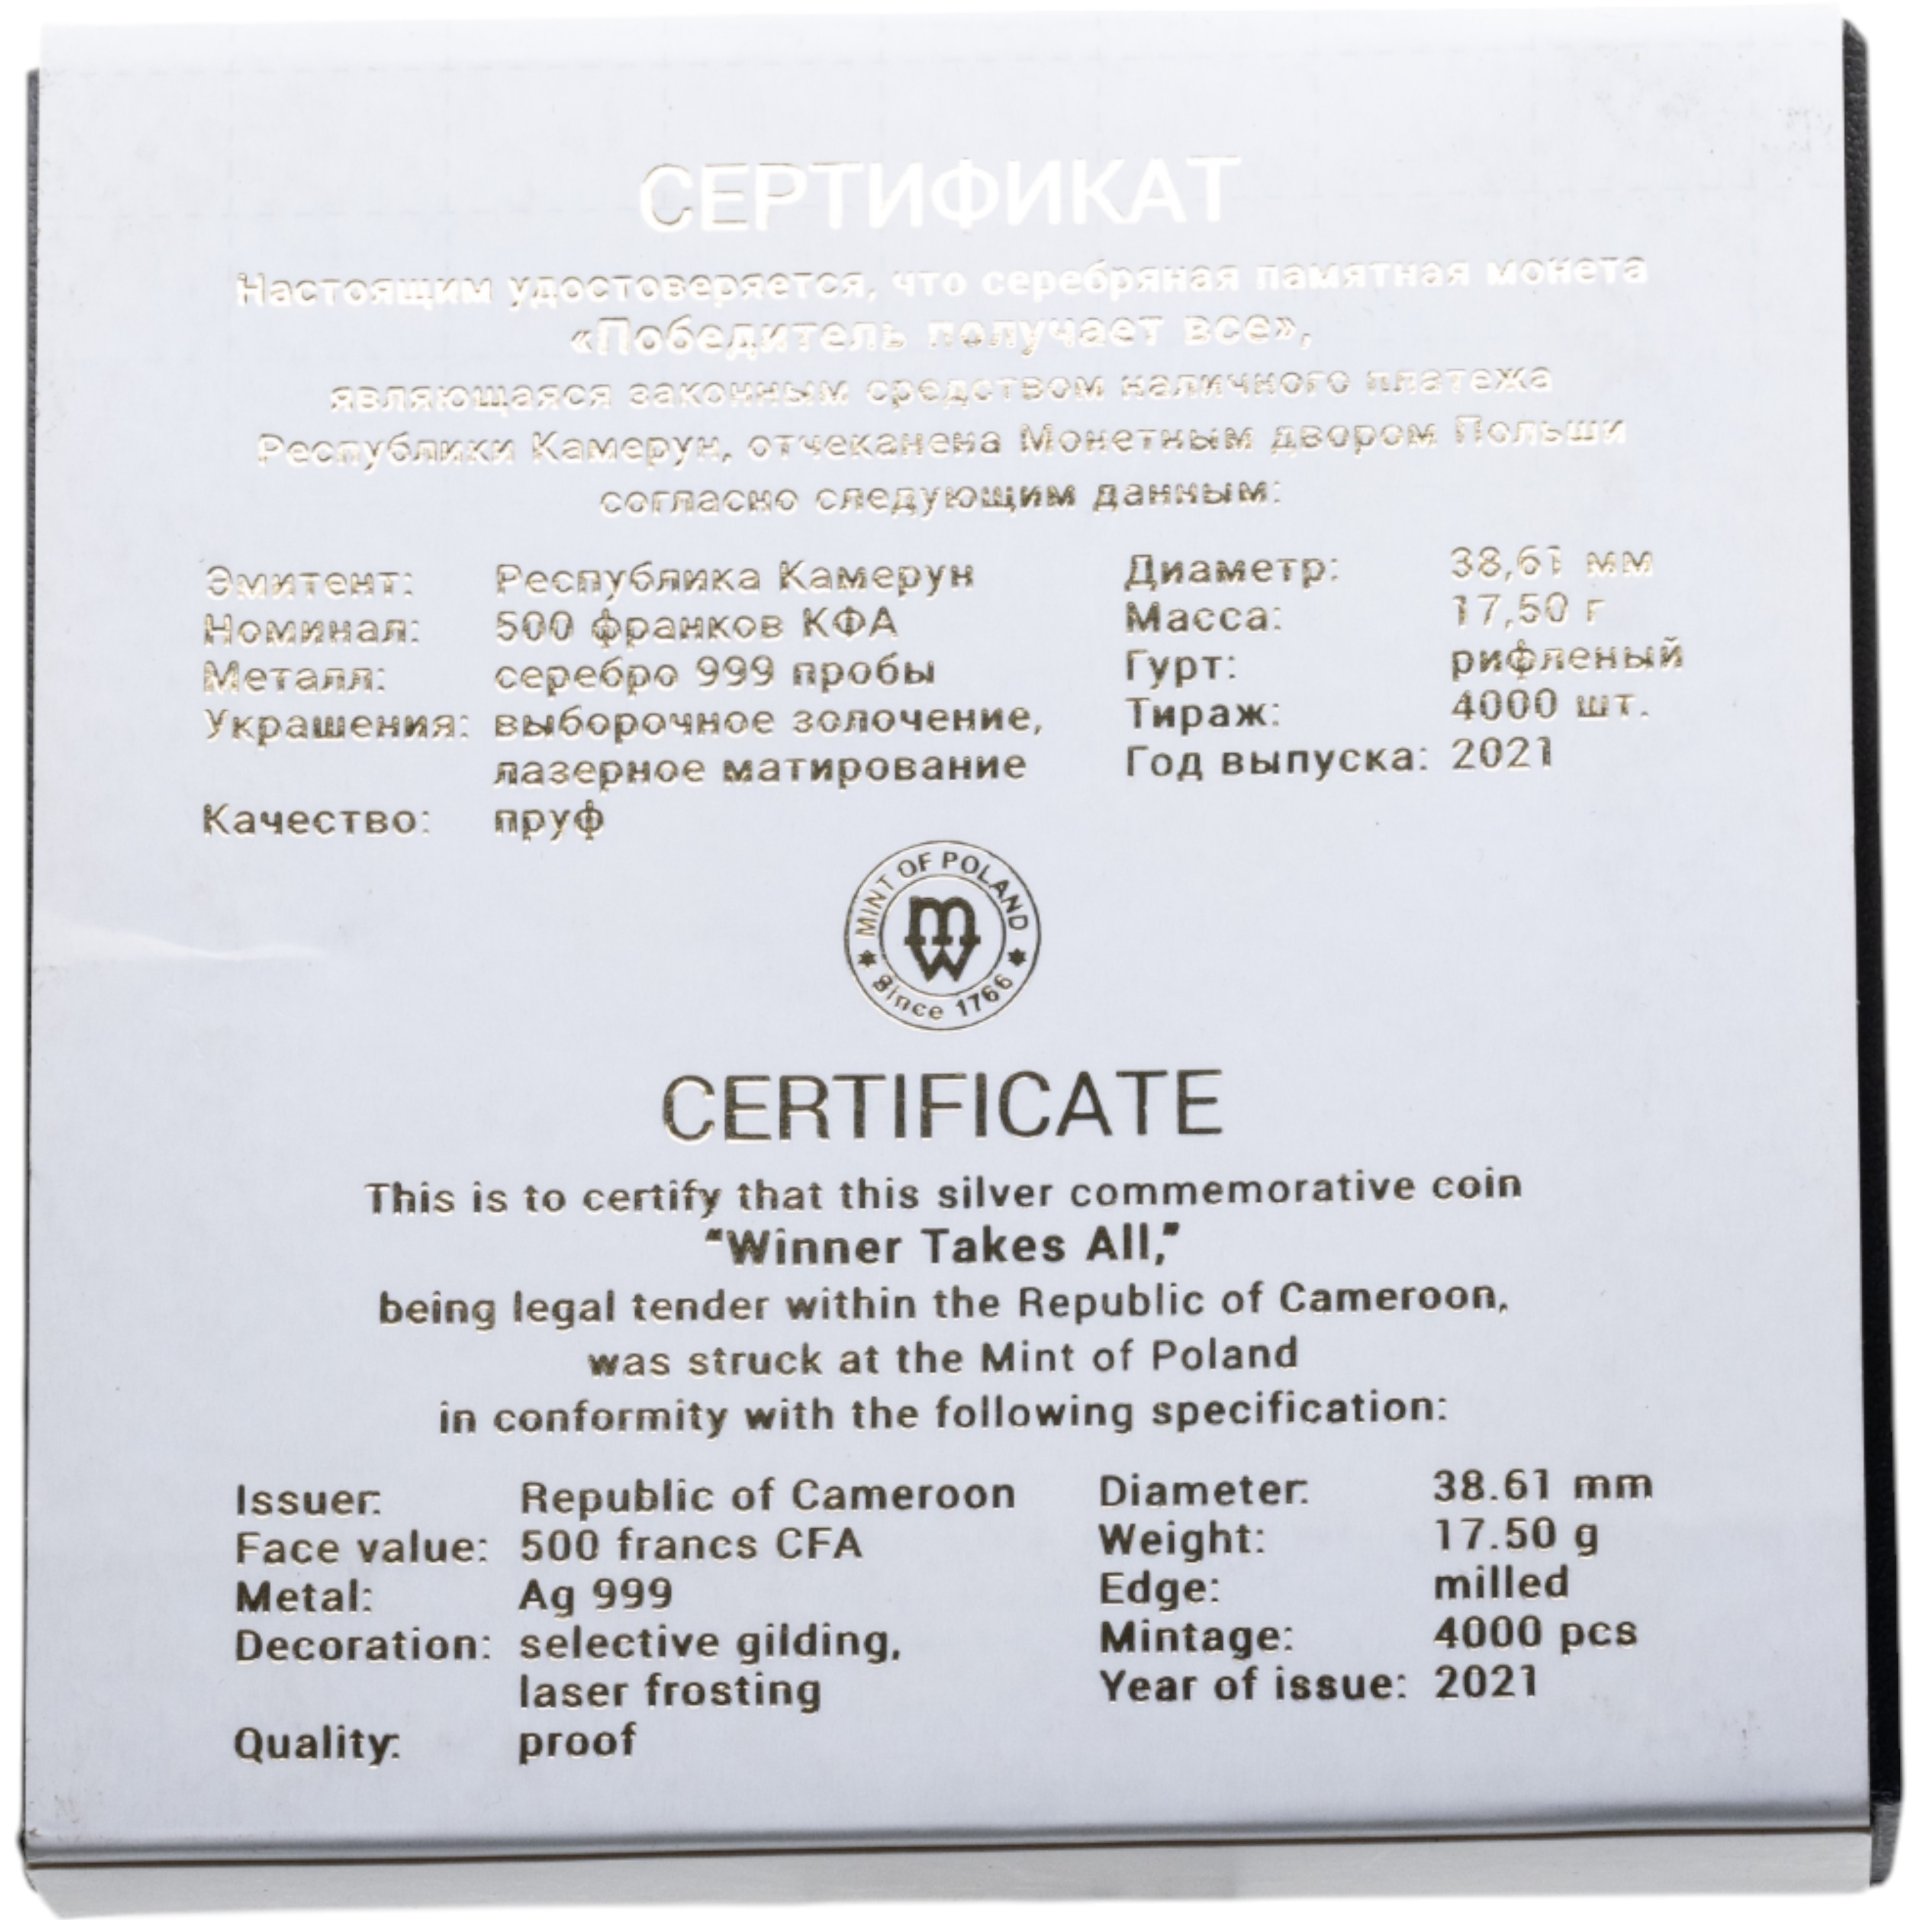 СЕРТИФИКАТ
Настоящим удостоверяется, что серебряная памятная монета
«Победитель получает все»,
являющаяся законным средством наличного платежа
Республики Камерун, отчеканена Монетным двором Польши
согласно следующим данным:
Эмитент: Республика Камерун
Номинал: 500 франков КФА
Металл: серебро 999 пробы
Украшения: выборочное золочение,
лазерное матирование
Качество: пруф
Диаметр: 38,61 мм
Масса: 17,50 г
Гурт: рифленый
Тираж: 4000 шт.
Год выпуска: 2021
MINT OF POLAND
MW
Since 1766
CERTIFICATE
This is to certify that this silver commemorative coin
“Winner Takes All,”
being legal tender within the Republic of Cameroon,
was struck at the Mint of Poland
in conformity with the following specification:
Issuer: Republic of Cameroon
Face value: 500 francs CFA
Metal: Ag 999
Decoration: selective gilding,
laser frosting
Quality: proof
Diameter: 38.61 mm
Weight: 17.50 g
Edge: milled
Mintage: 4000 pcs
Year of issue: 2021